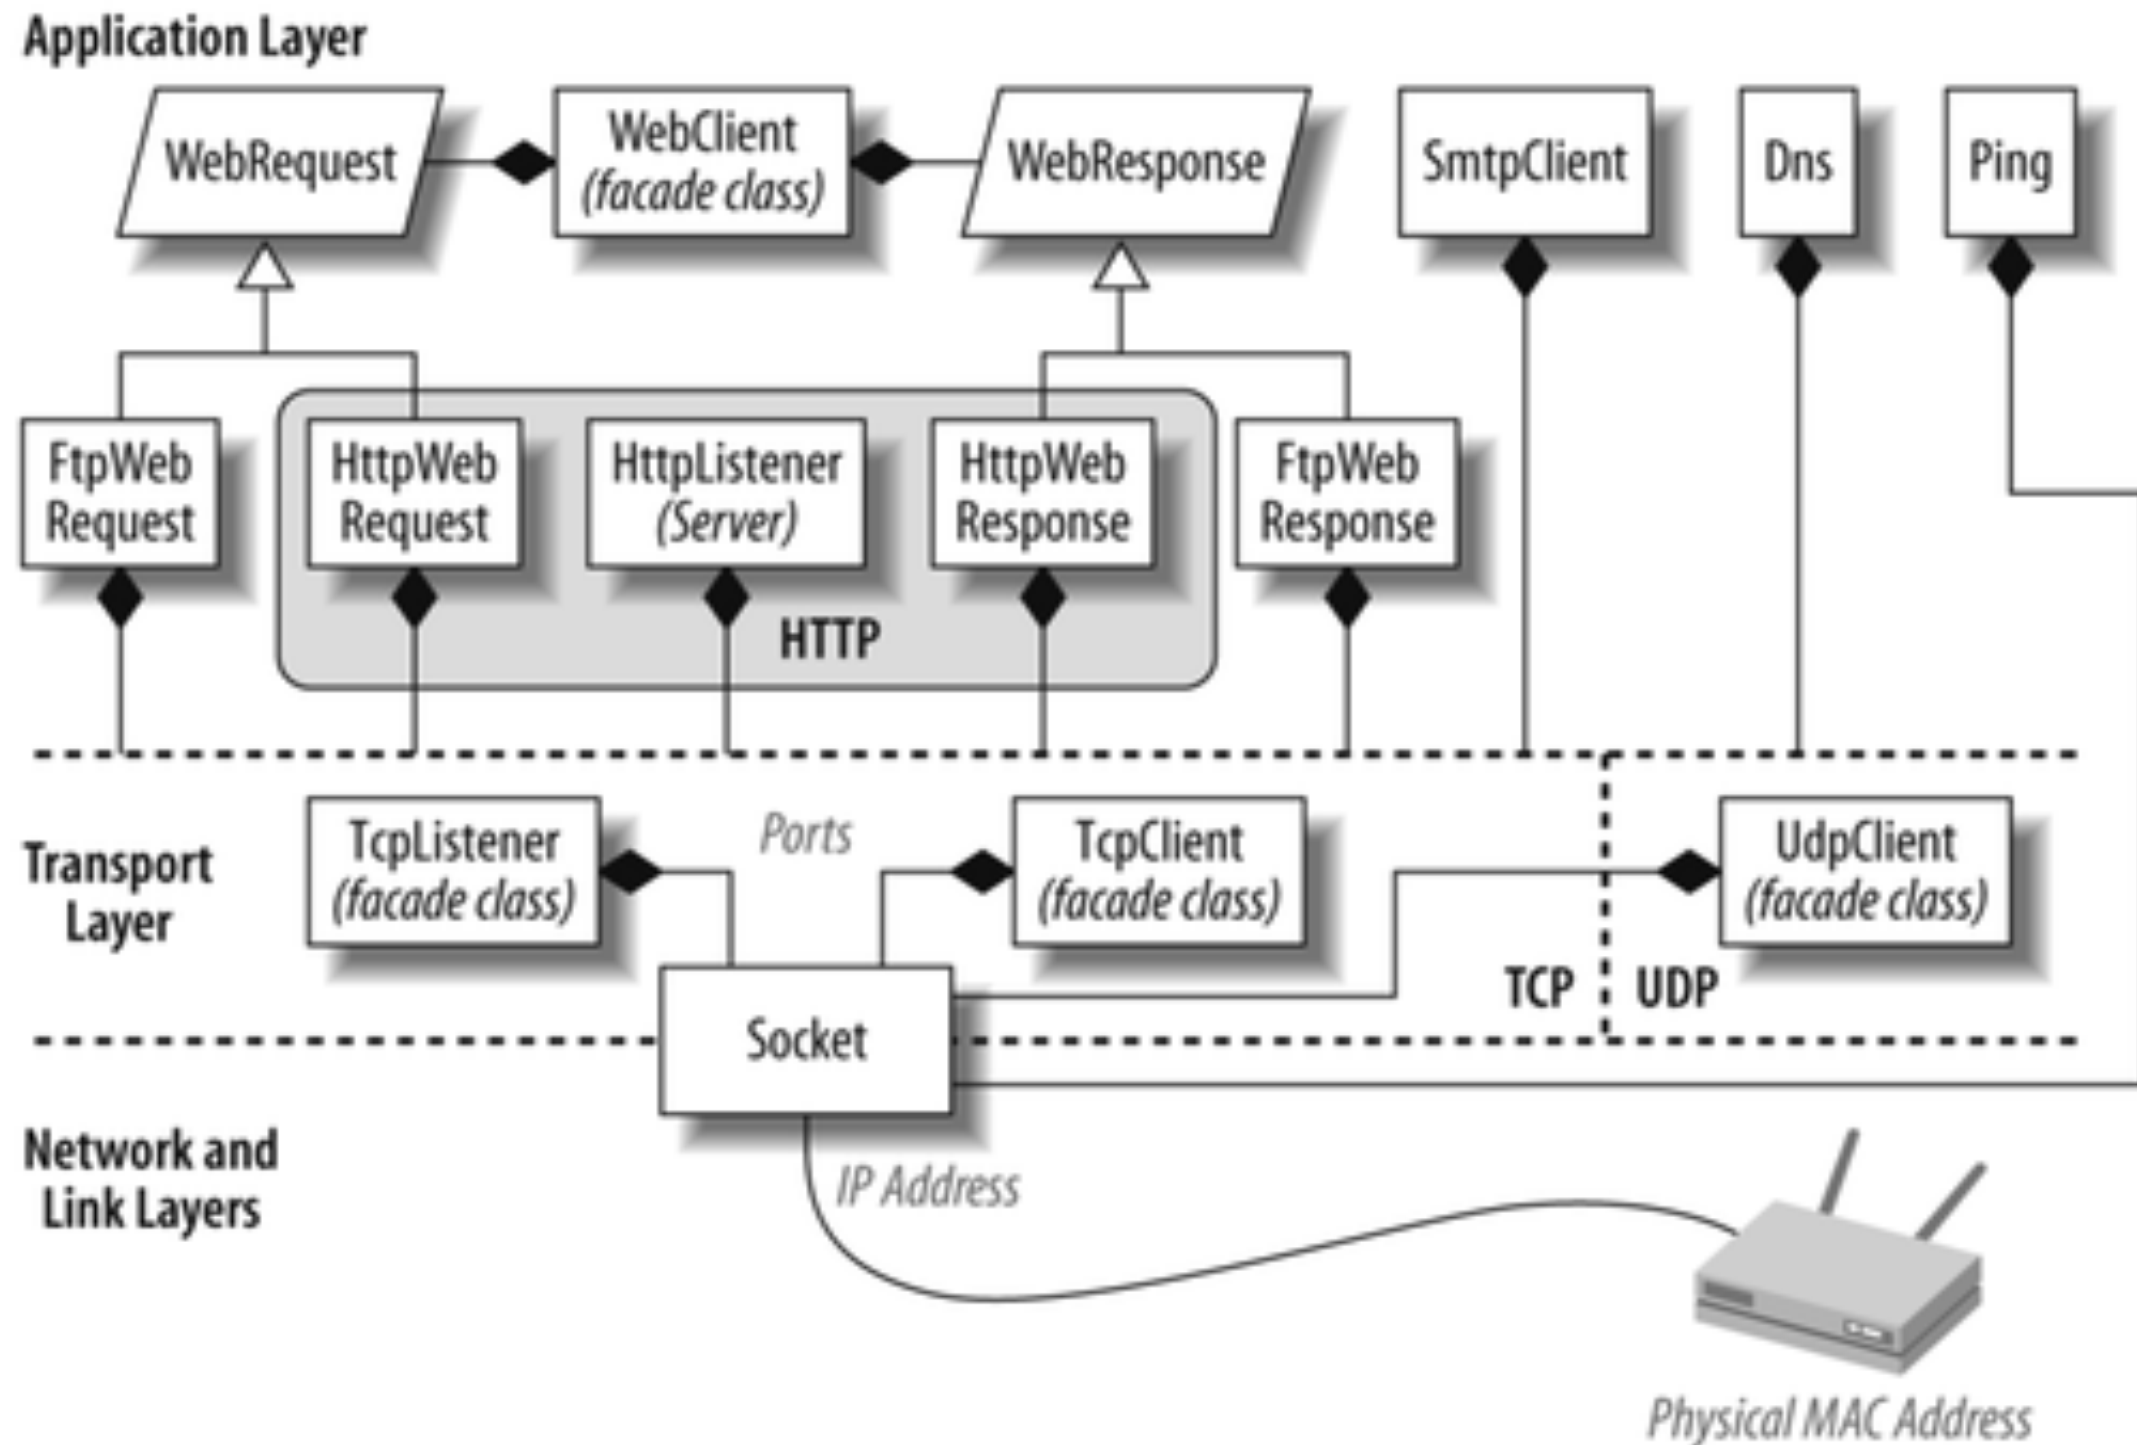 Application Layer
WebRequest
WebClient
(facade class)
WebResponse
SmtpClient
Dns
Ping
FtpWeb
Request
HttpWeb
Request
HttpListener
(Server)
HttpWeb
Response
FtpWeb
Response
HTTP
Transport
Layer
TcpListener
(facade class)
Ports
TcpClient
(facade class)
UdpClient
(facade class)
TCP
UDP
Socket
Network and
Link Layers
IP Address
Physical MAC Address